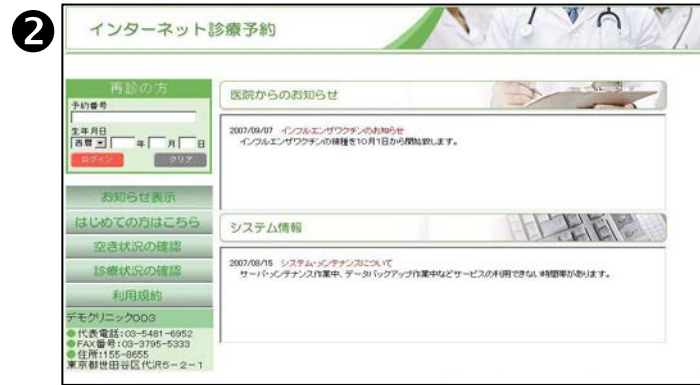 ❷
インターネット診療予約
再診の方
予約番号
生年月日
西暦 年 月 日
ログイン クリア
お知らせ表示
はじめての方はこちら
空き状況の確認
診療状況の確認
利用規約
デモクリニック003
●代表電話:03-5481-6952
●FAX番号:03-3795-5333
●住所:155-8655
東京都世田谷区代沢5-2-1
医院からのお知らせ
2007/09/07 インフルエンザワクチンのお知らせ
インフルエンザワクチンの接種を10月1日から開始致します。
システム情報
2007/08/15 システム・メンテナンスについて
サーバ・メンテナンス作業中、データバックアップ作業中などサービスの利用できない時間帯があります。